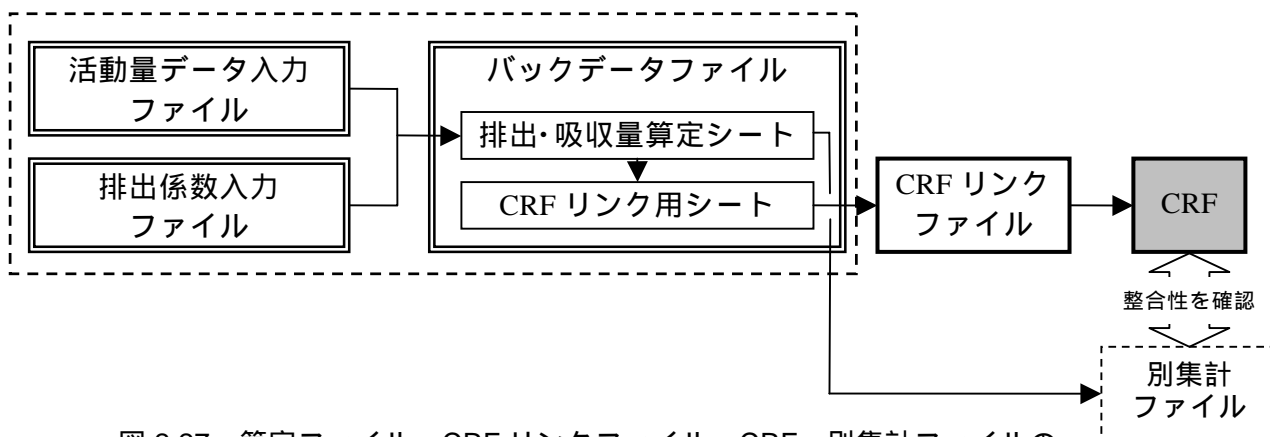 活動量データ入力
ファイル
排出係数入力
ファイル
バックデータファイル
排出・吸収量算定シート
CRF リンク用シート
CRF リンク
ファイル
CRF
整合性を確認
別集計
ファイル